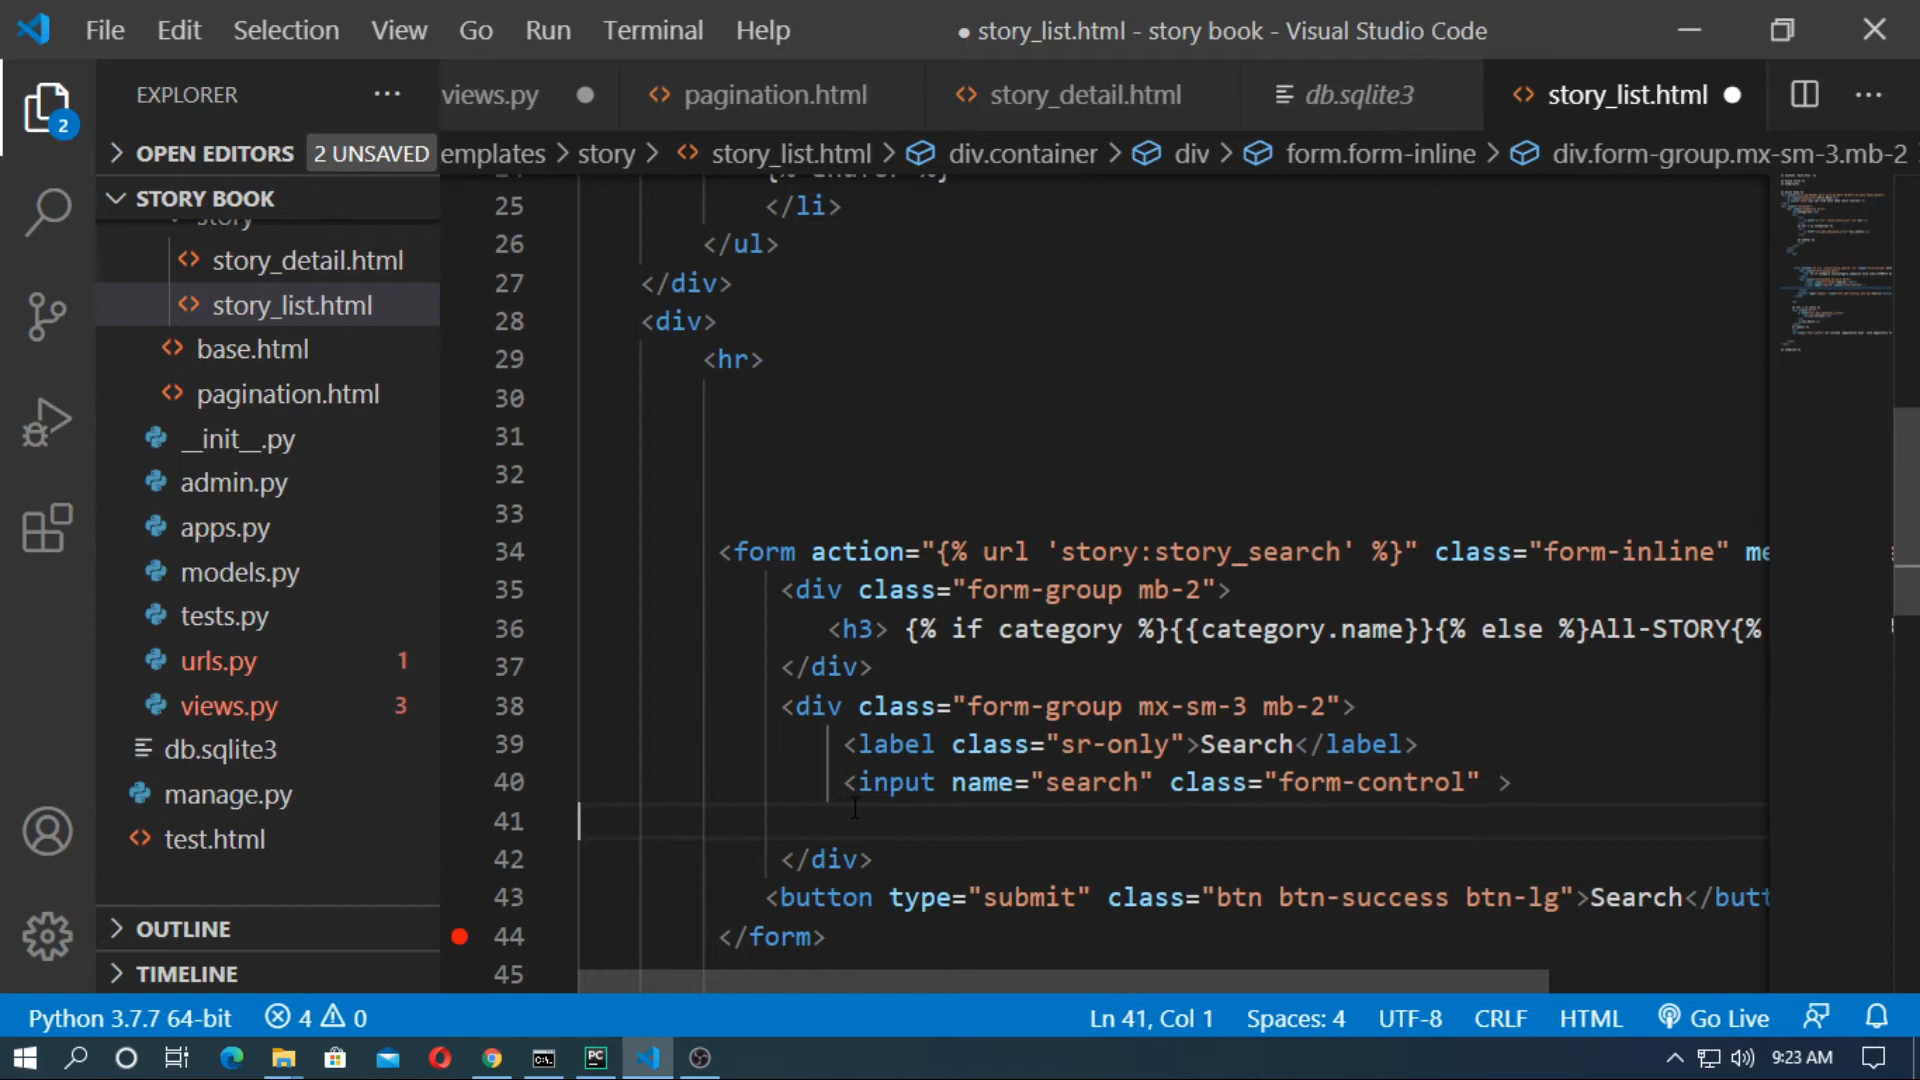 File Edit Selection View Go Run Terminal Help ● story_list.html - story book - Visual Studio Code
EXPLORER ··· views.py pagination.html story_detail.html db.sqlite3 story_list.html ···
OPEN EDITORS 2 UNSAVED emplates > story > story_list.html > div.container > div > form.form-inline > div.form-group.mx-sm-3.mb-2
2
STORY BOOK
story
story_detail.html
story_list.html
base.html
pagination.html
__init__.py
admin.py
apps.py
models.py
tests.py
urls.py 1
views.py 3
db.sqlite3
manage.py
test.html
OUTLINE
TIMELINE
25 </li>
26 </ul>
27 </div>
28 <div>
29 <hr>
30
31
32
33
34 <form action="{% url 'story:story_search' %}" class="form-inline" me
35 <div class="form-group mb-2">
36 <h3> {% if category %}{{category.name}}{% else %}All-STORY{%
37 </div>
38 <div class="form-group mx-sm-3 mb-2">
39 <label class="sr-only">Search</label>
40 <input name="search" class="form-control" >
41
42 </div>
43 <button type="submit" class="btn btn-success btn-lg">Search</butt
44 </form>
45
Python 3.7.7 64-bit 4 0 Ln 41, Col 1 Spaces: 4 UTF-8 CRLF HTML Go Live
9:23 AM